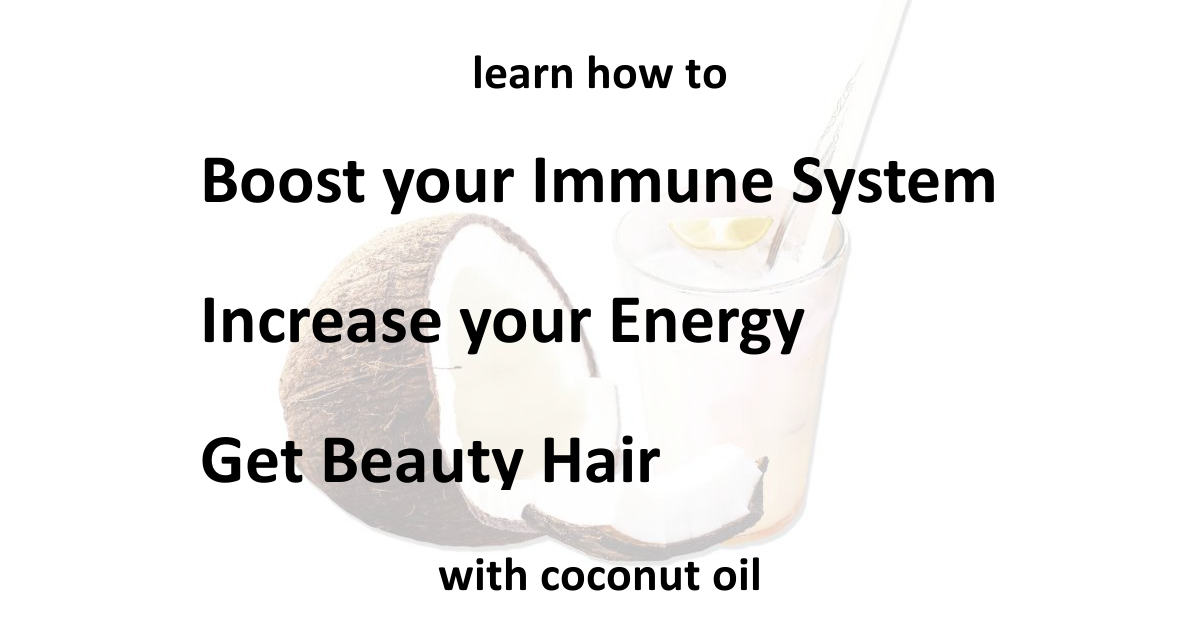 learn how to
Boost your Immune System
Increase your Energy
Get Beauty Hair
with coconut oil